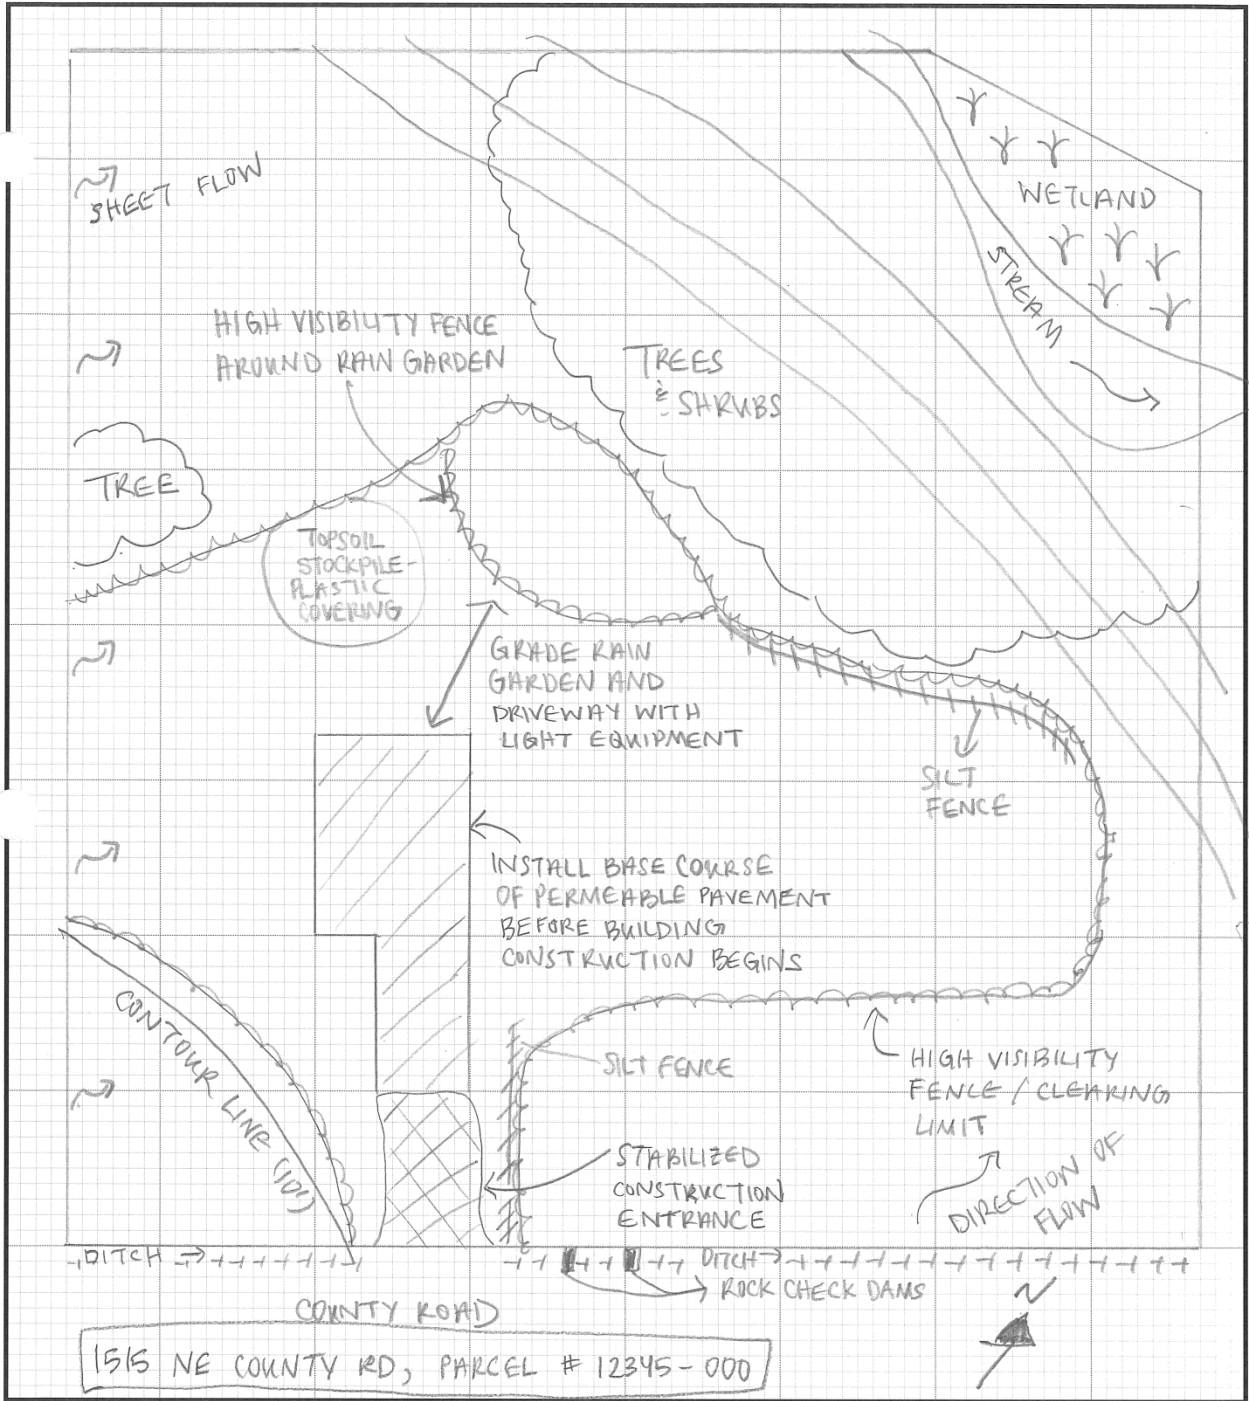 SHEET FLOW
WETLAND
STREAM
HIGH VISIBILITY FENCE
AROUND RAIN GARDEN
TREES
& SHRUBS
TREE
TOPSOIL
STOCKPILE-
PLASTIC
COVERING
GRADE RAIN
GARDEN AND
DRIVEWAY WITH
LIGHT EQUIPMENT
SILT
FENCE
INSTALL BASE COURSE
OF PERMEABLE PAVEMENT
BEFORE BUILDING
CONSTRUCTION BEGINS
CONTOUR LINE (10')
SILT FENCE
HIGH VISIBILITY
FENCE / CLEARING
LIMIT
STABILIZED
CONSTRUCTION
ENTRANCE
DIRECTION OF
FLOW
DITCH →
DITCH →
ROCK CHECK DAMS
N
COUNTY ROAD
1515 NE COUNTY RD, PARCEL # 12345-000